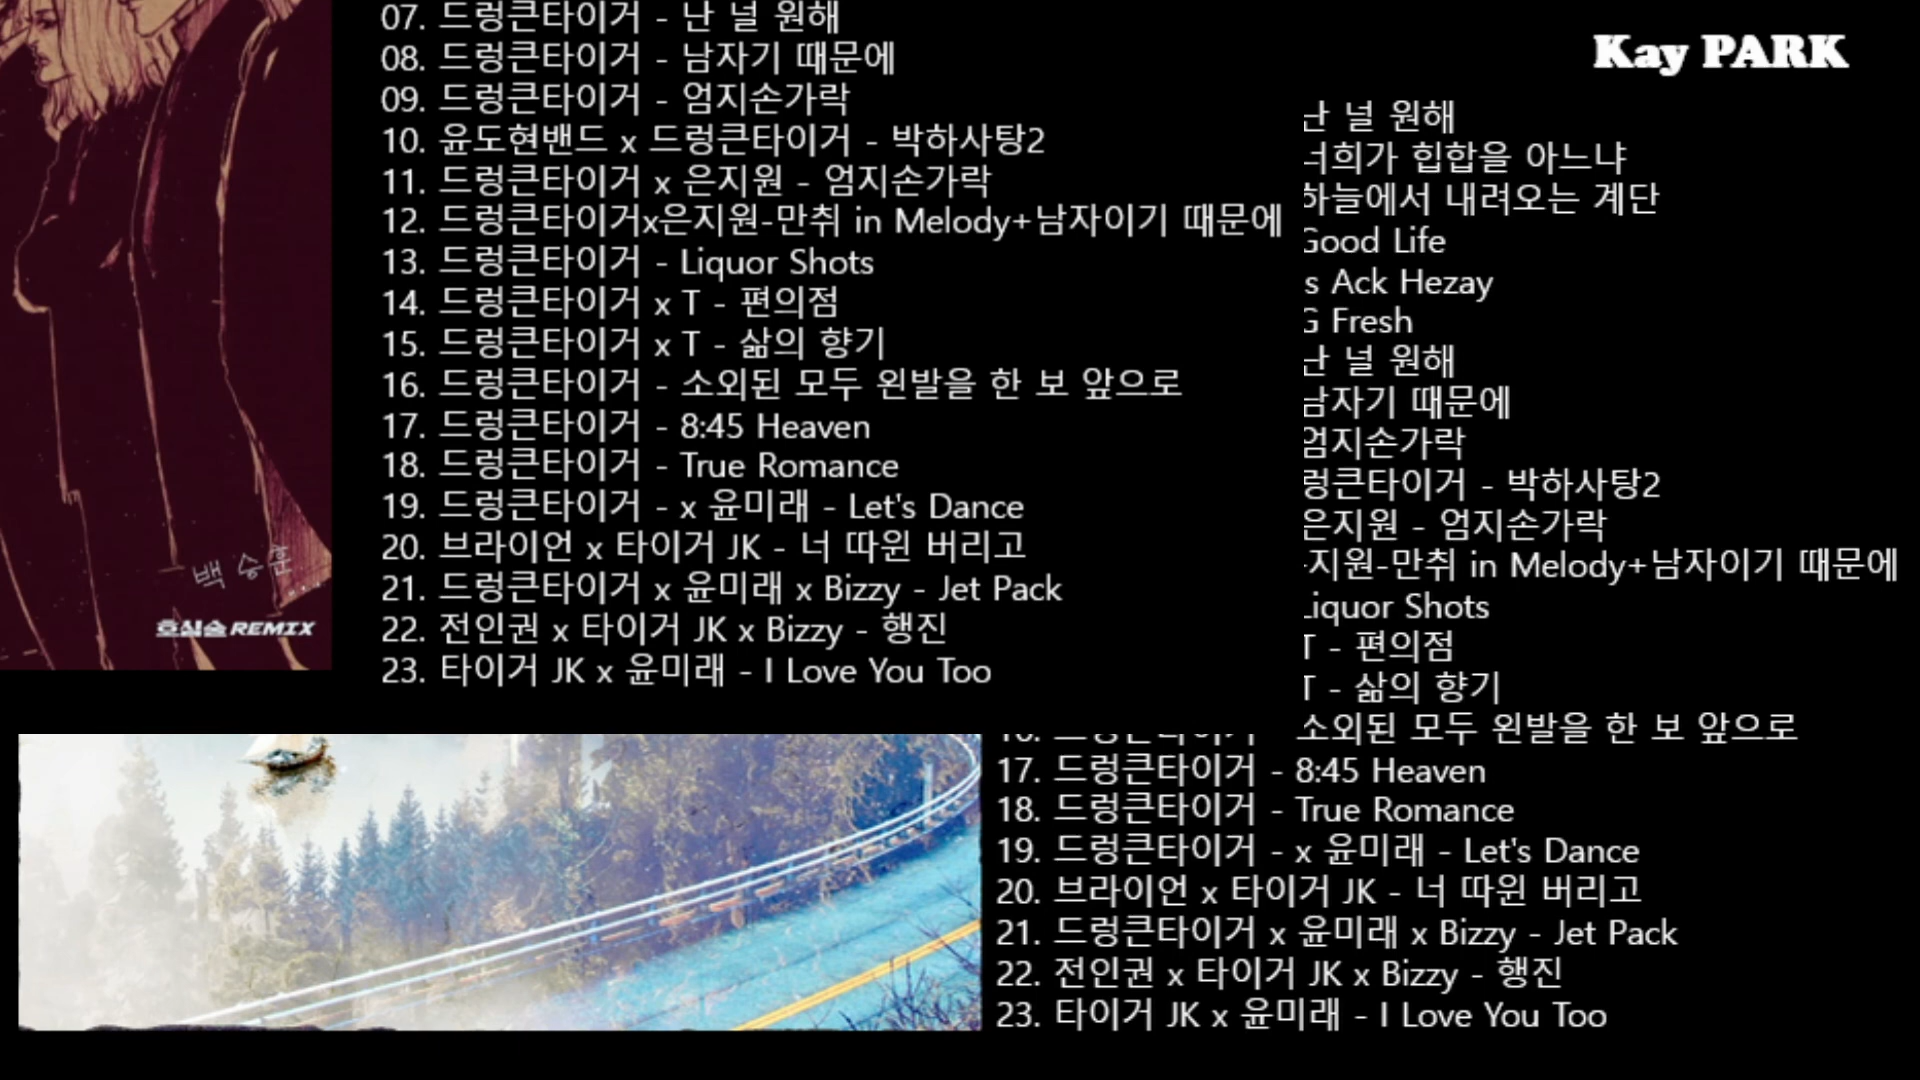 07. 드렁큰타이거 - 난 널 원해
08. 드렁큰타이거 - 남자기 때문에
09. 드렁큰타이거 - 엄지손가락
10. 윤도현밴드 x 드렁큰타이거 - 박하사탕2
11. 드렁큰타이거 x 은지원 - 엄지손가락
12. 드렁큰타이거x은지원-만취 in Melody+남자이기 때문에
13. 드렁큰타이거 - Liquor Shots
14. 드렁큰타이거 x T - 편의점
15. 드렁큰타이거 x T - 삶의 향기
16. 드렁큰타이거 - 소외된 모두 왼발을 한 보 앞으로
17. 드렁큰타이거 - 8:45 Heaven
18. 드렁큰타이거 - True Romance
19. 드렁큰타이거 - x 윤미래 - Let's Dance
20. 브라이언 x 타이거 JK - 너 따윈 버리고
21. 드렁큰타이거 x 윤미래 x Bizzy - Jet Pack
22. 전인권 x 타이거 JK x Bizzy - 행진
23. 타이거 JK x 윤미래 - I Love You Too
백승훈
호심술 REMIX
Kay PARK
난 널 원해
너희가 힙합을 아느냐
하늘에서 내려오는 계단
Good Life
s Ack Hezay
G Fresh
난 널 원해
남자기 때문에
엄지손가락
렁큰타이거 - 박하사탕2
은지원 - 엄지손가락
지원-만취 in Melody+남자이기 때문에
Liquor Shots
T - 편의점
T - 삶의 향기
소외된 모두 왼발을 한 보 앞으로
17. 드렁큰타이거 - 8:45 Heaven
18. 드렁큰타이거 - True Romance
19. 드렁큰타이거 - x 윤미래 - Let's Dance
20. 브라이언 x 타이거 JK - 너 따윈 버리고
21. 드렁큰타이거 x 윤미래 x Bizzy - Jet Pack
22. 전인권 x 타이거 JK x Bizzy - 행진
23. 타이거 JK x 윤미래 - I Love You Too